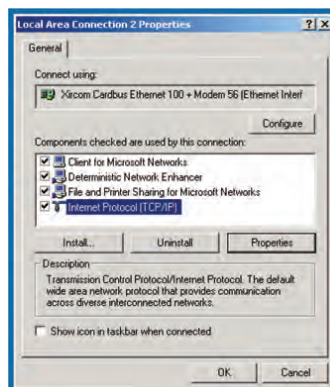 Local Area Connection 2 Properties
General
Connect using:
Xircom Cardbus Ethernet 100 + Modem 56 (Ethernet Interf
Configure
Components checked are used by this connection:
Client for Microsoft Networks
Deterministic Network Enhancer
File and Printer Sharing for Microsoft Networks
Internet Protocol (TCP/IP)
Install...
Uninstall
Properties
Description
Transmission Control Protocol/Internet Protocol. The default
wide area network protocol that provides communication
across diverse interconnected networks.
Show icon in taskbar when connected
OK
Cancel